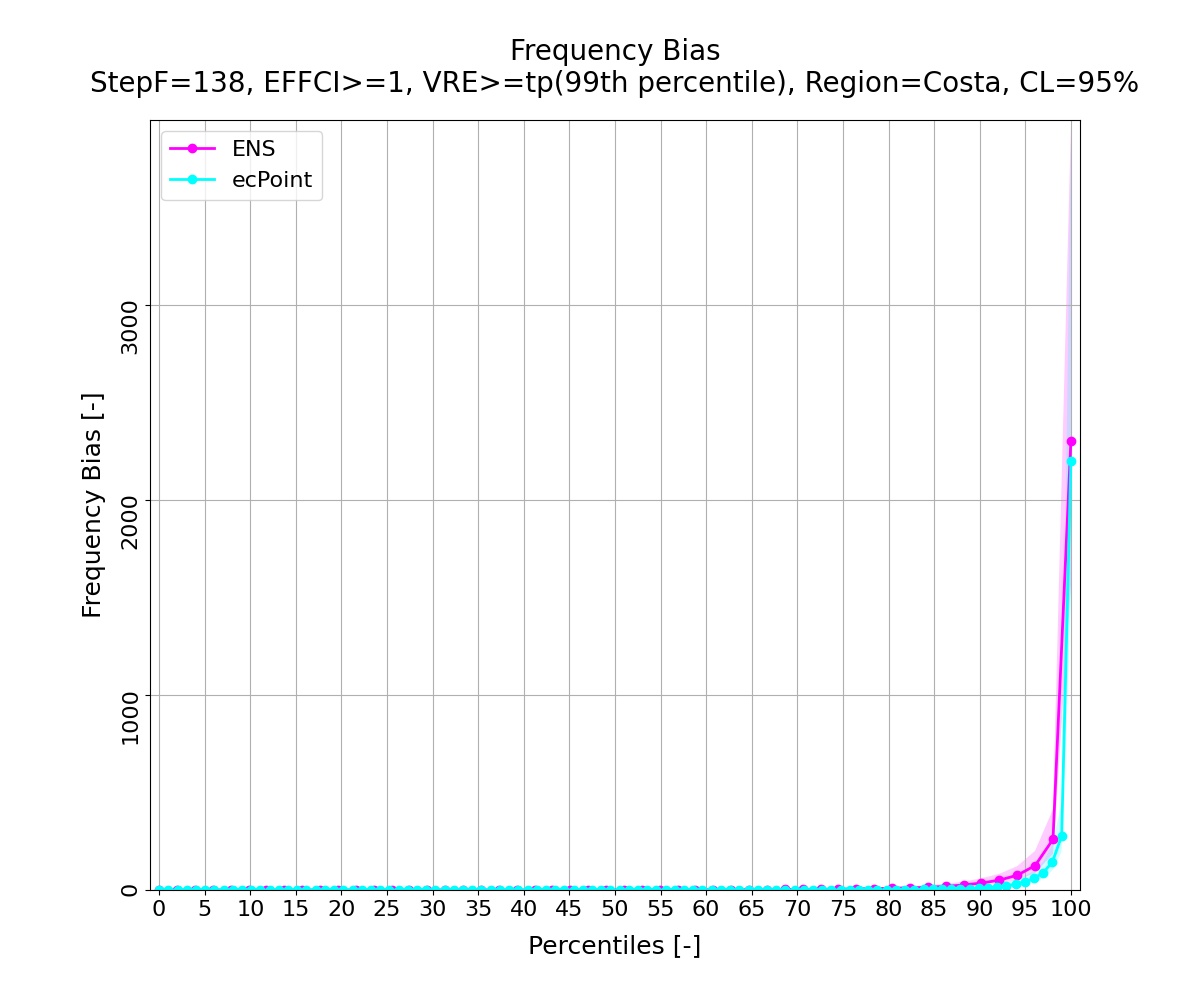 Frequency Bias
StepF=138, EFFCI>=1, VRE>=tp(99th percentile), Region=Costa, CL=95%
ENS
ecPoint
Frequency Bias [-]
3000
2000
1000
0
0 5 10 15 20 25 30 35 40 45 50 55 60 65 70 75 80 85 90 95 100
Percentiles [-]